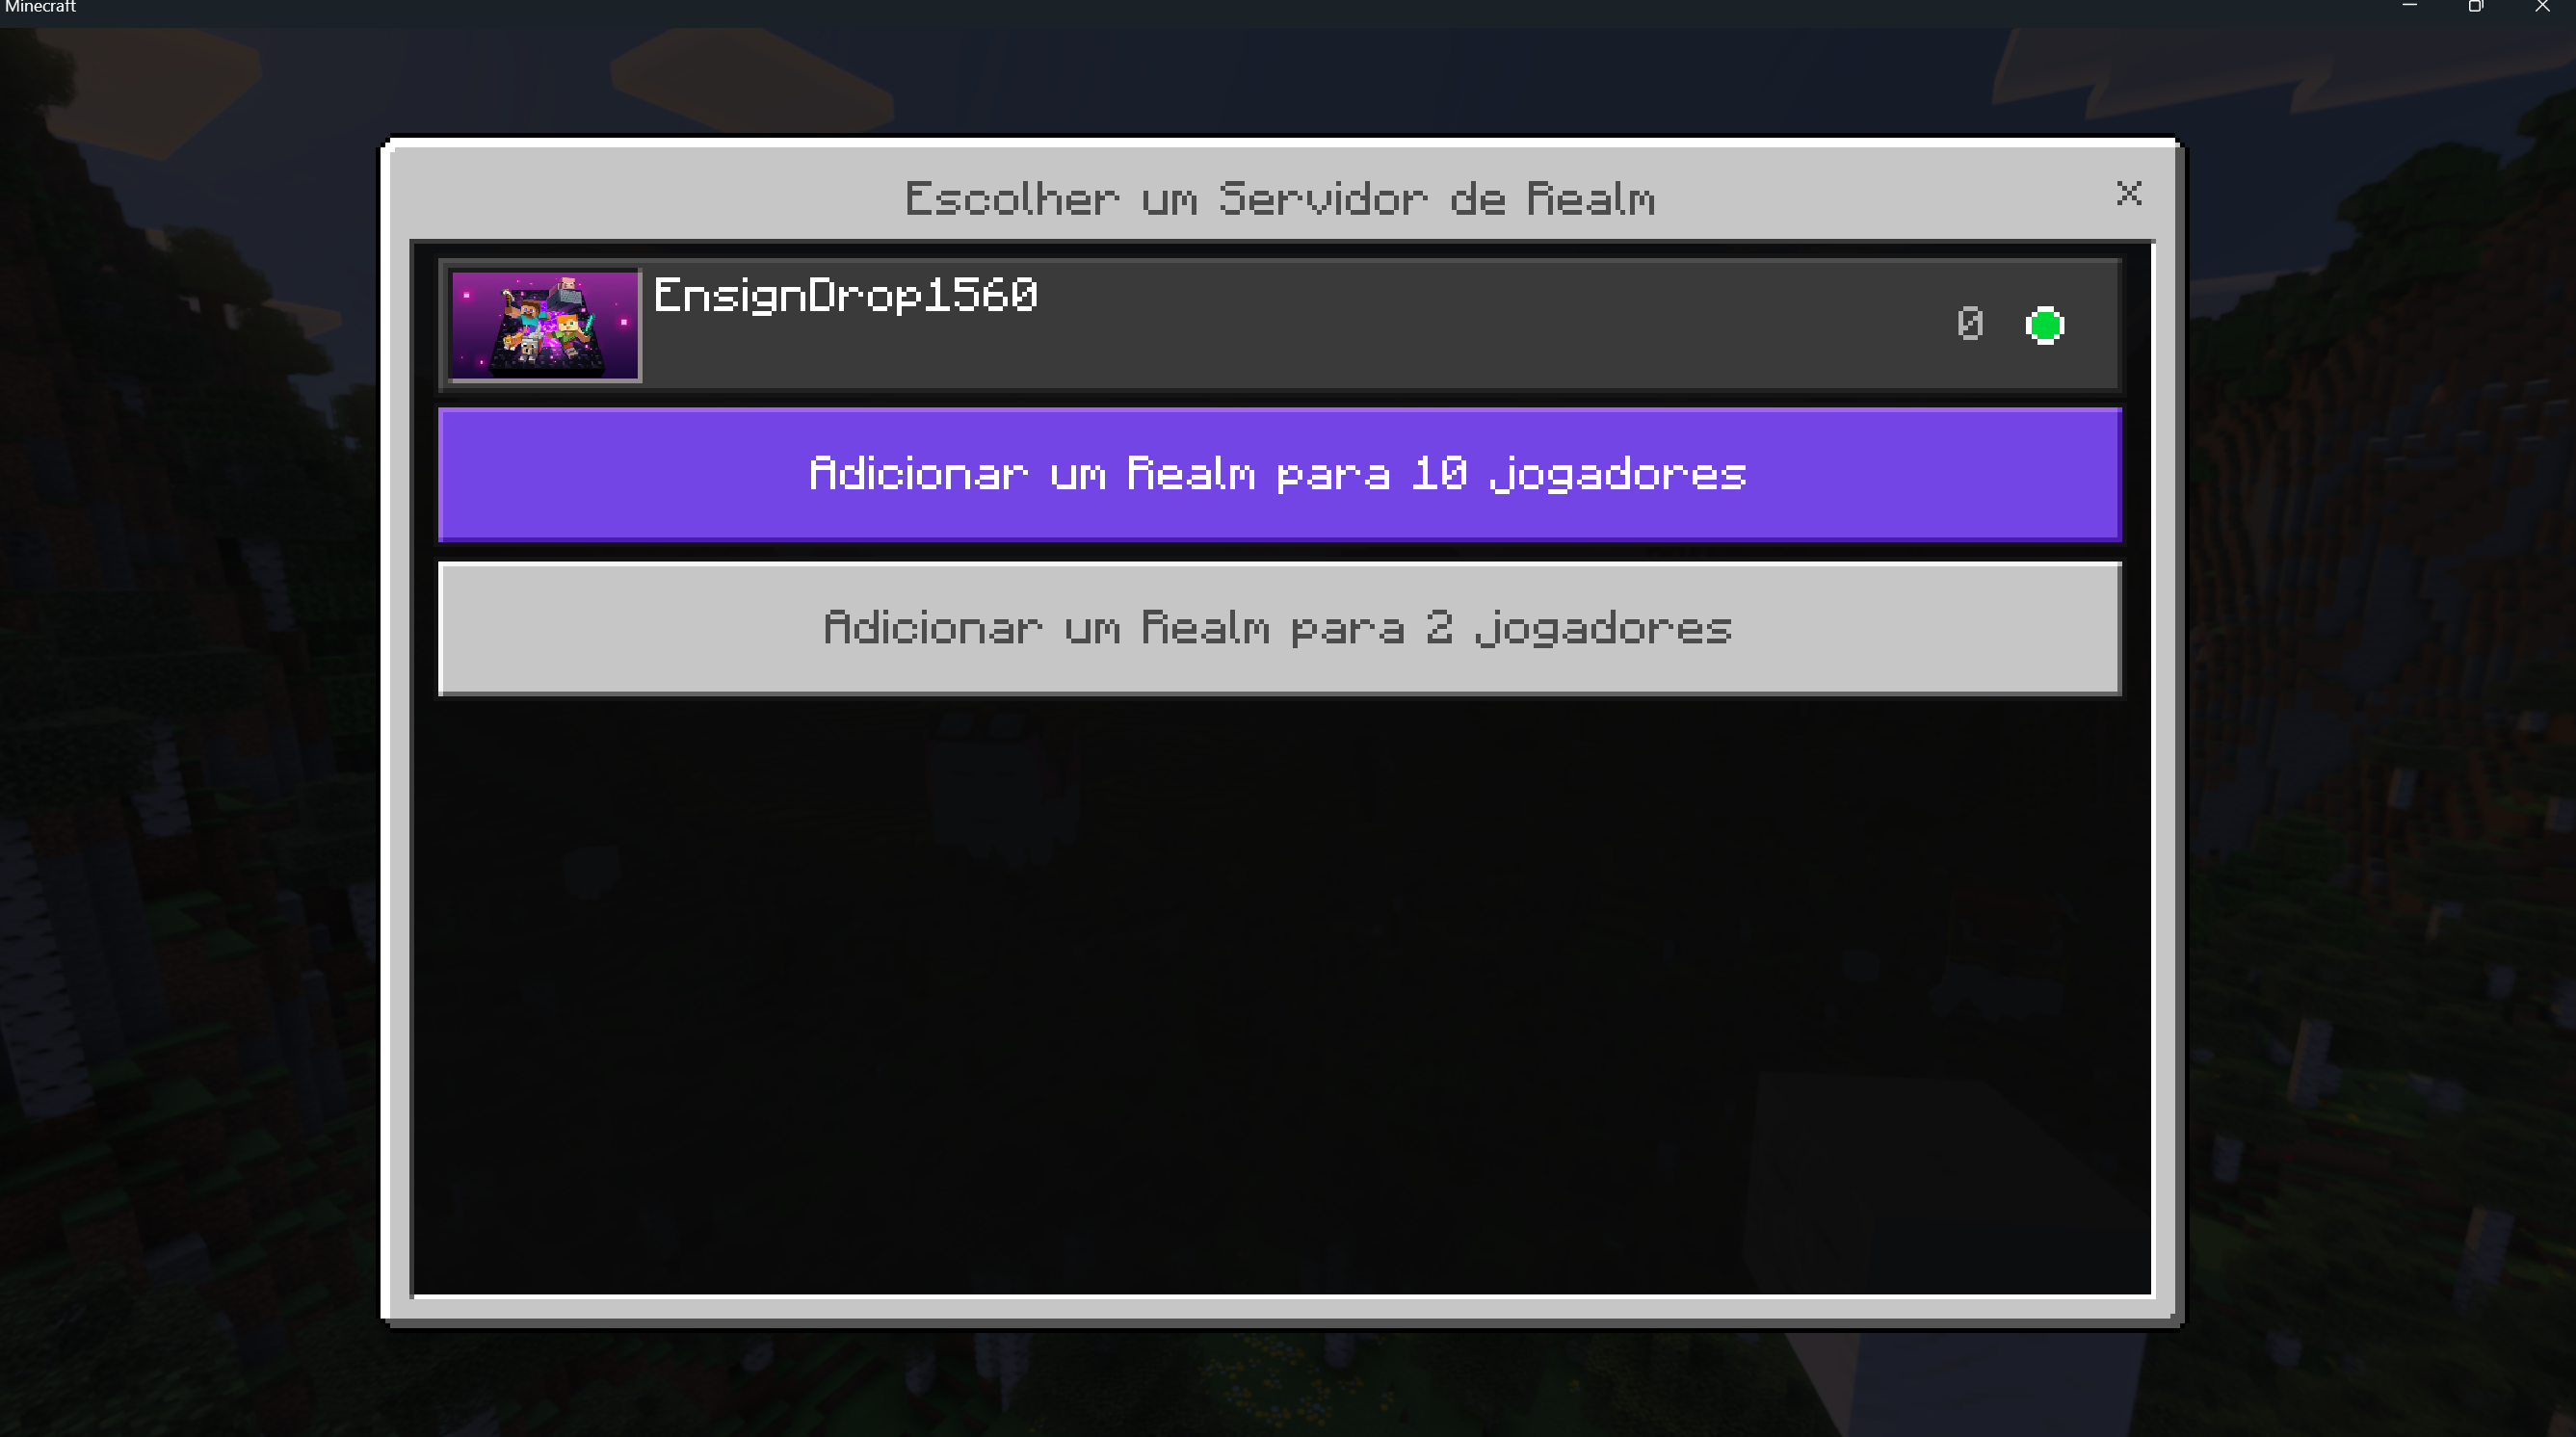 Minecraft
Escolher um Servidor de Realm
EnsignDrop1560
0
Adicionar um Realm para 10 jogadores
Adicionar um Realm para 2 jogadores